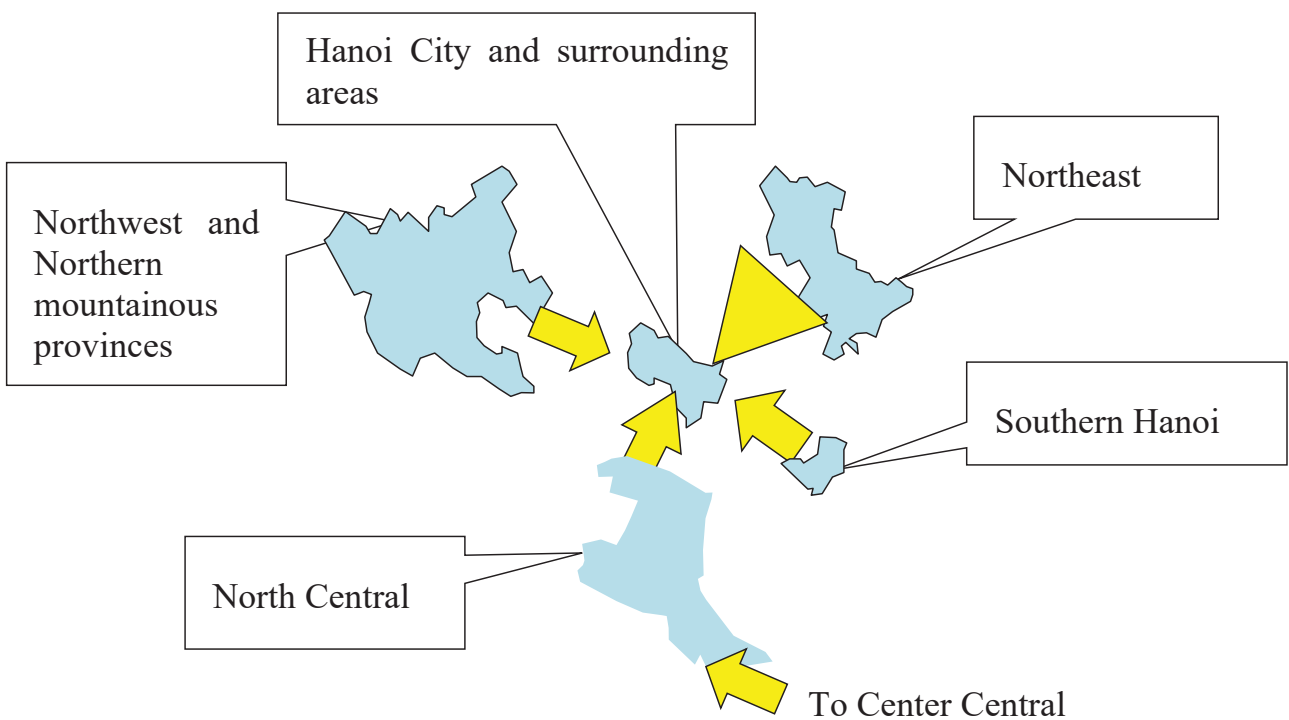 Hanoi City and surrounding
areas
Northeast
Northwest and
Northern
mountainous
provinces
Southern Hanoi
North Central
To Center Central